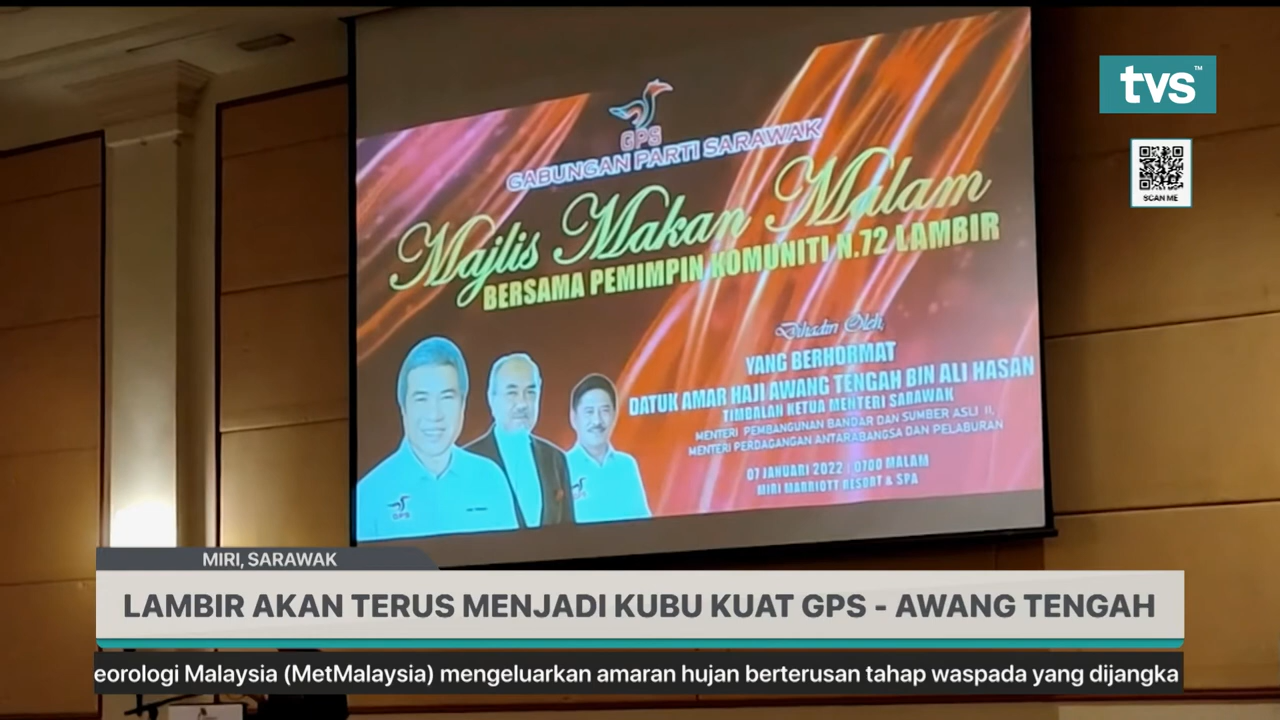 tvs™
SCAN ME
GPS
GABUNGAN PARTI SARAWAK
Majlis Makan Malam
BERSAMA PEMIMPIN KOMUNITI N.72 LAMBIR
Dihadiri Oleh,
YANG BERHORMAT
DATUK AMAR HAJI AWANG TENGAH BIN ALI HASAN
TIMBALAN KETUA MENTERI SARAWAK
MENTERI PEMBANGUNAN BANDAR DAN SUMBER ASLI II,
MENTERI PERDAGANGAN ANTARABANGSA DAN PELABURAN
07 JANUARI 2022 | 0700 MALAM
MIRI MARRIOTT RESORT & SPA
GPS
MIRI, SARAWAK
LAMBIR AKAN TERUS MENJADI KUBU KUAT GPS - AWANG TENGAH
eorologi Malaysia (MetMalaysia) mengeluarkan amaran hujan berterusan tahap waspada yang dijangka